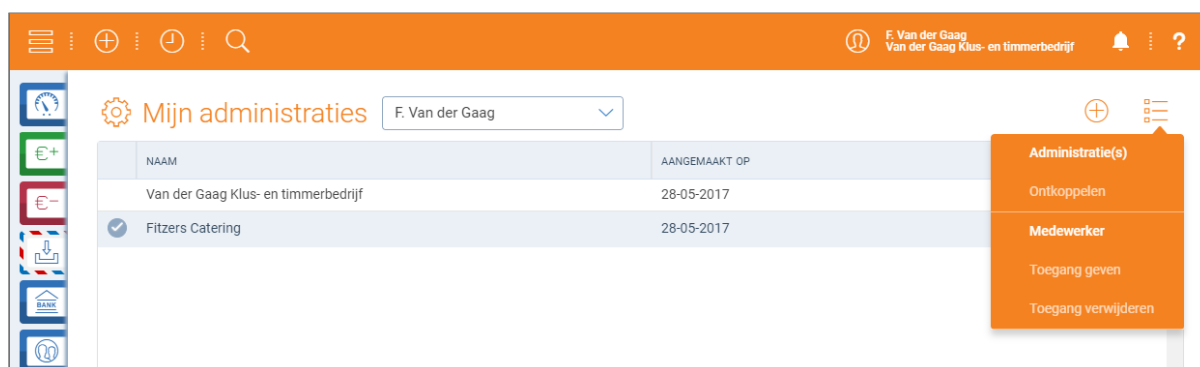 F. Van der Gaag
Van der Gaag Klus- en timmerbedrijf
?
Mijn administraties
F. Van der Gaag
NAAM
AANGEMAAKT OP
Van der Gaag Klus- en timmerbedrijf
28-05-2017
Fitzers Catering
28-05-2017
Administratie(s)
Ontkoppelen
Medewerker
Toegang geven
Toegang verwijderen
€+
€−
BANK